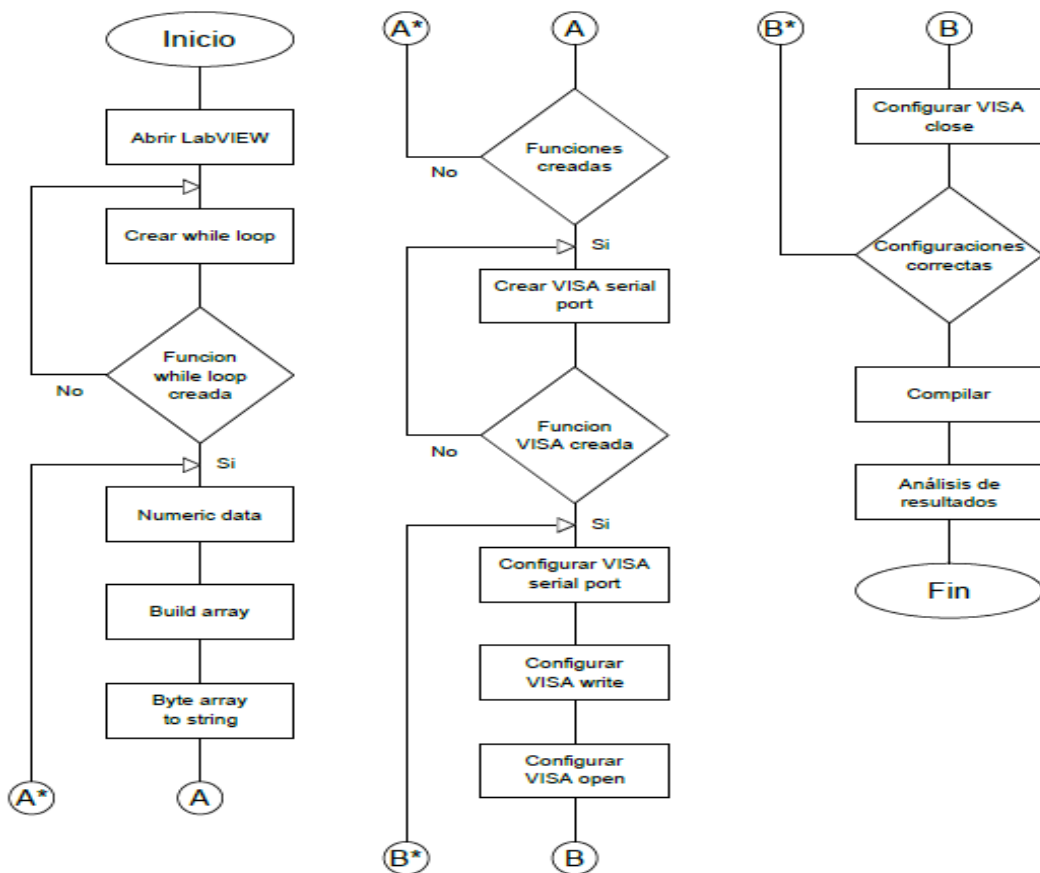 Inicio
Abrir LabVIEW
Crear while loop
Funcion
while loop
creada
No
Si
Numeric data
Build array
Byte array
to string
A*
A
A*
A
Funciones
creadas
No
Si
Crear VISA serial
port
Funcion
VISA creada
No
Si
Configurar VISA
serial port
Configurar
VISA write
Configurar
VISA open
B*
B
B*
B
Configurar VISA
close
Configuraciones
correctas
Compilar
Análisis de
resultados
Fin